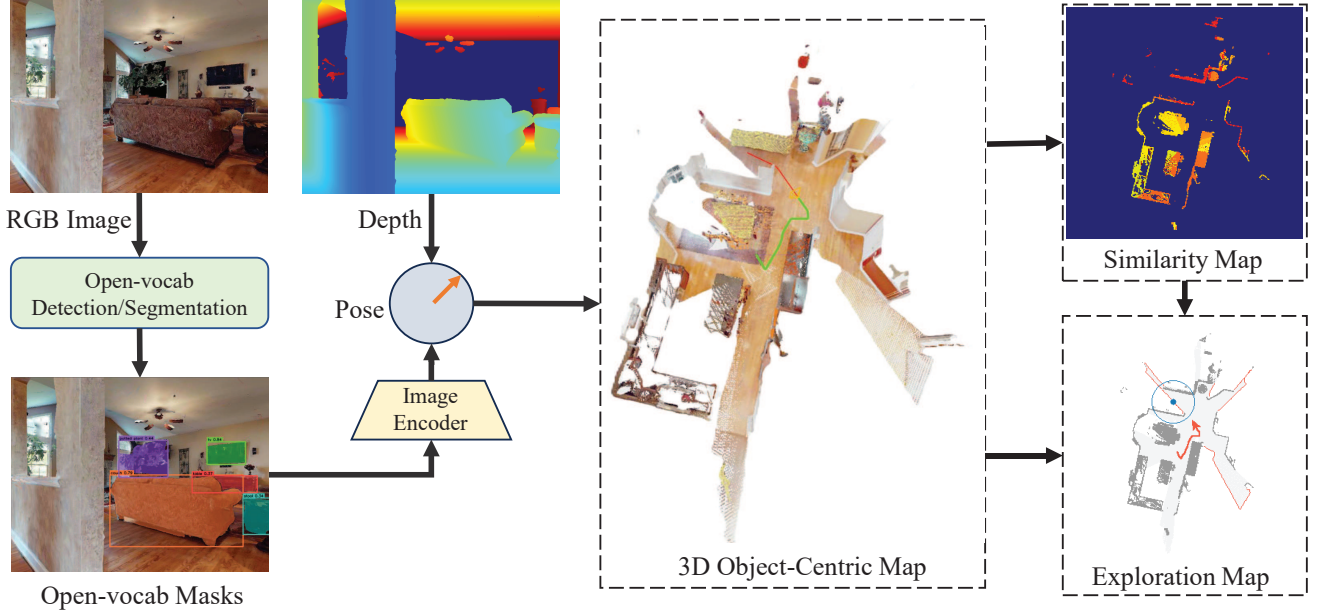 RGB Image
Depth
Open-vocab
Detection/Segmentation
Pose
Image
Encoder
Open-vocab Masks
3D Object-Centric Map
Similarity Map
Exploration Map